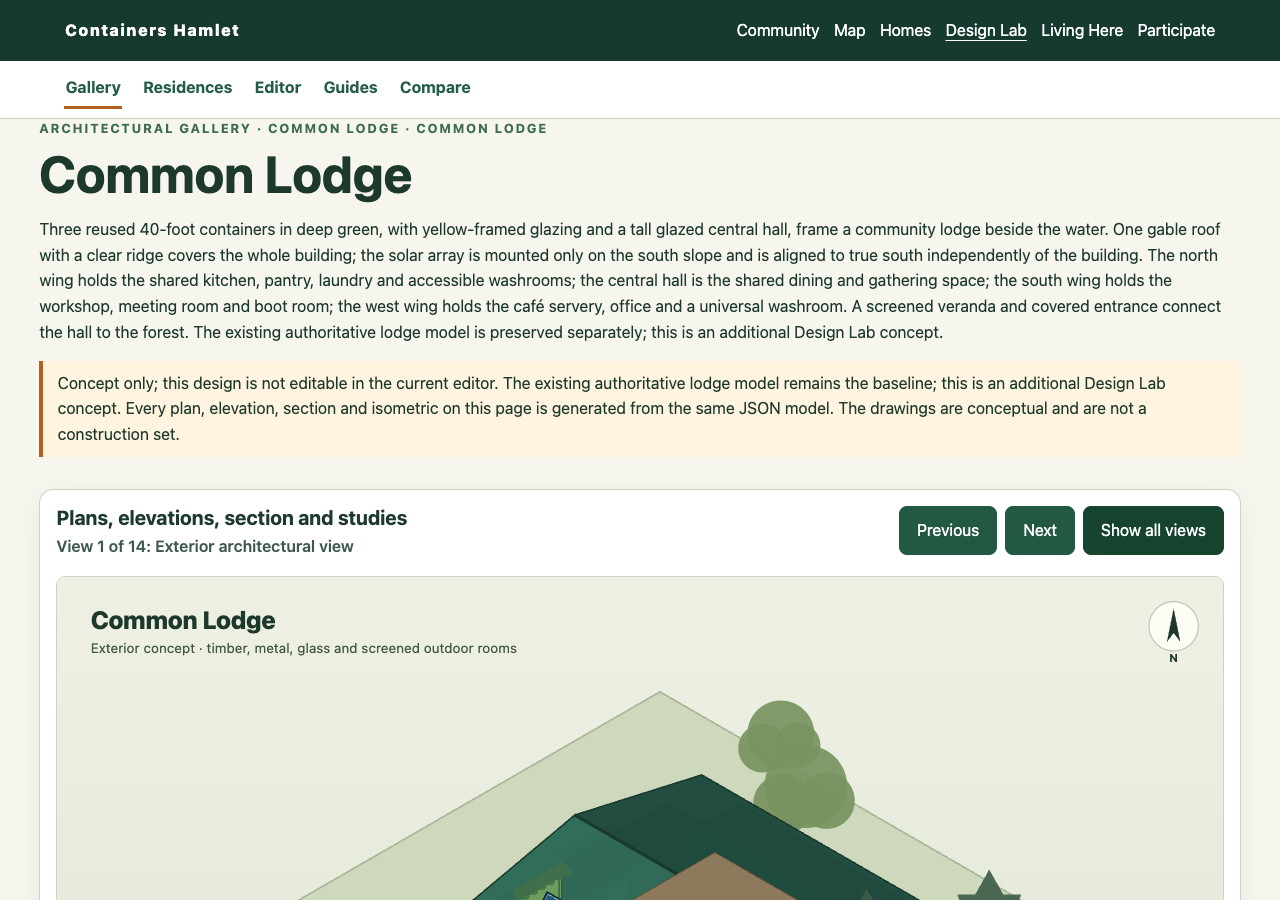 Containers Hamlet
Community Map Homes Design Lab Living Here Participate
Gallery Residences Editor Guides Compare
ARCHITECTURAL GALLERY · COMMON LODGE · COMMON LODGE
Common Lodge
Three reused 40-foot containers in deep green, with yellow-framed glazing and a tall glazed central hall, frame a community lodge beside the water. One gable roof
with a clear ridge covers the whole building; the solar array is mounted only on the south slope and is aligned to true south independently of the building. The north
wing holds the shared kitchen, pantry, laundry and accessible washrooms; the central hall is the shared dining and gathering space; the south wing holds the
workshop, meeting room and boot room; the west wing holds the café servery, office and a universal washroom. A screened veranda and covered entrance connect
the hall to the forest. The existing authoritative lodge model is preserved separately; this is an additional Design Lab concept.
Concept only; this design is not editable in the current editor. The existing authoritative lodge model remains the baseline; this is an additional Design Lab
concept. Every plan, elevation, section and isometric on this page is generated from the same JSON model. The drawings are conceptual and are not a
construction set.
Plans, elevations, section and studies
View 1 of 14: Exterior architectural view
Previous Next Show all views
Common Lodge
Exterior concept · timber, metal, glass and screened outdoor rooms
N